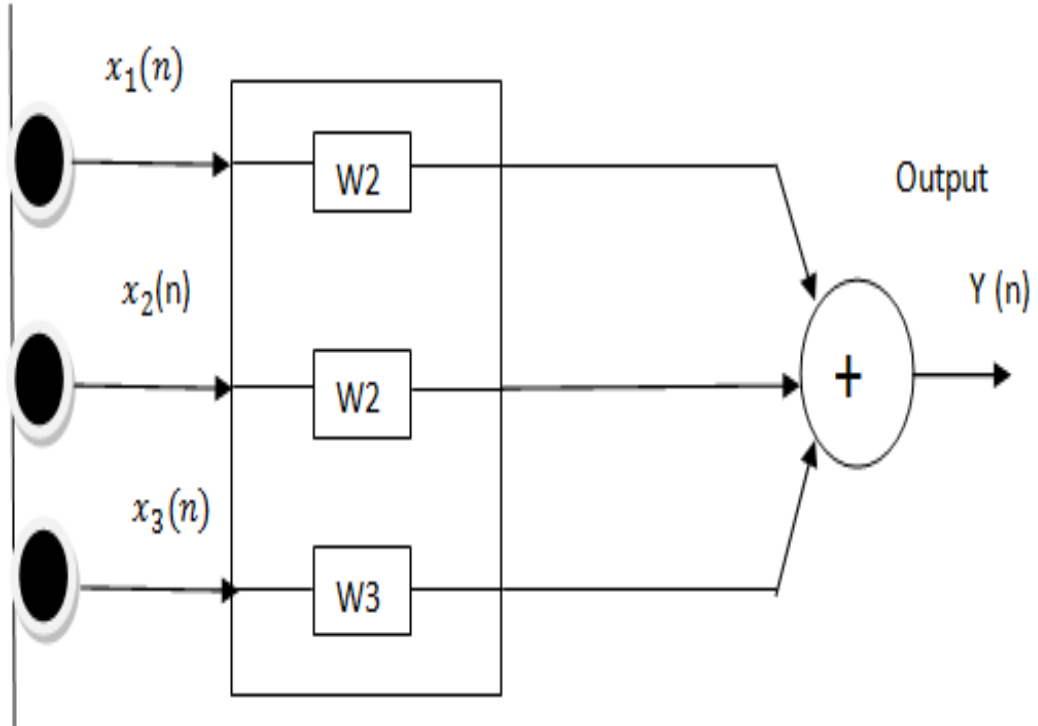 x₁(n)
W2
Output
x₂(n)
Y (n)
W2
+
x₃(n)
W3